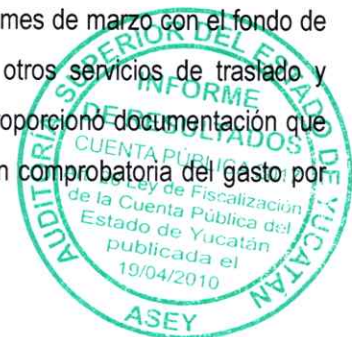 mes de marzo con el fondo de
otros servicios de traslado y
proporcionó documentación que
comprobatoria del gasto por
AUDITORÍA SUPERIOR DEL ESTADO DE YUCATÁN
INFORME
DE RESULTADOS
CUENTA PÚBLICA
Ley de Fiscalización
de la Cuenta Pública del
Estado de Yucatán
publicada el
19/04/2010
ASEY